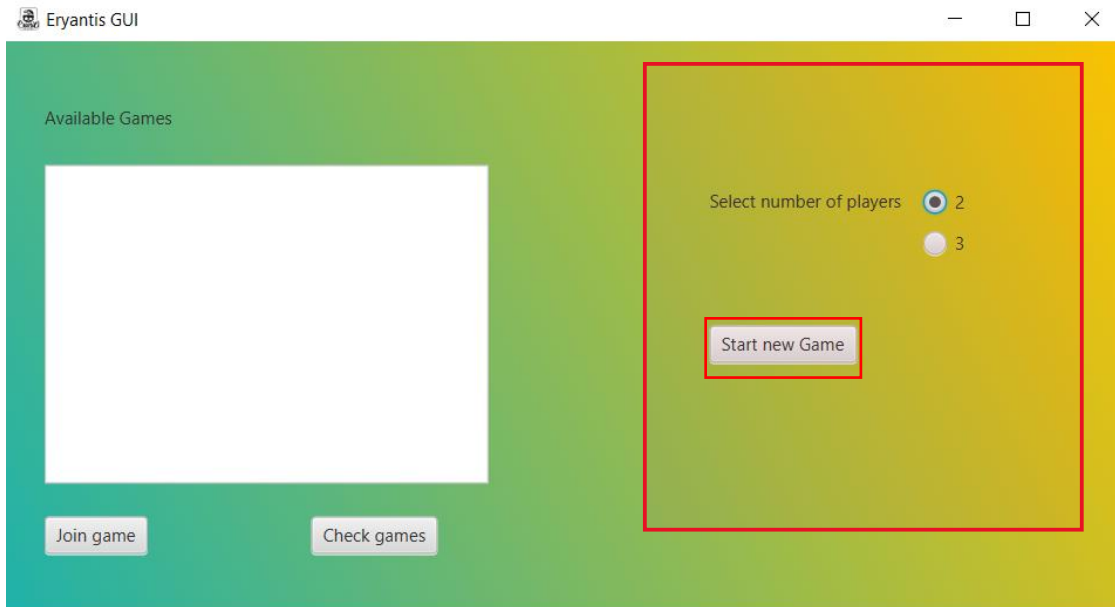 Eryantis GUI
Available Games
Select number of players 2
3
Start new Game
Join game
Check games